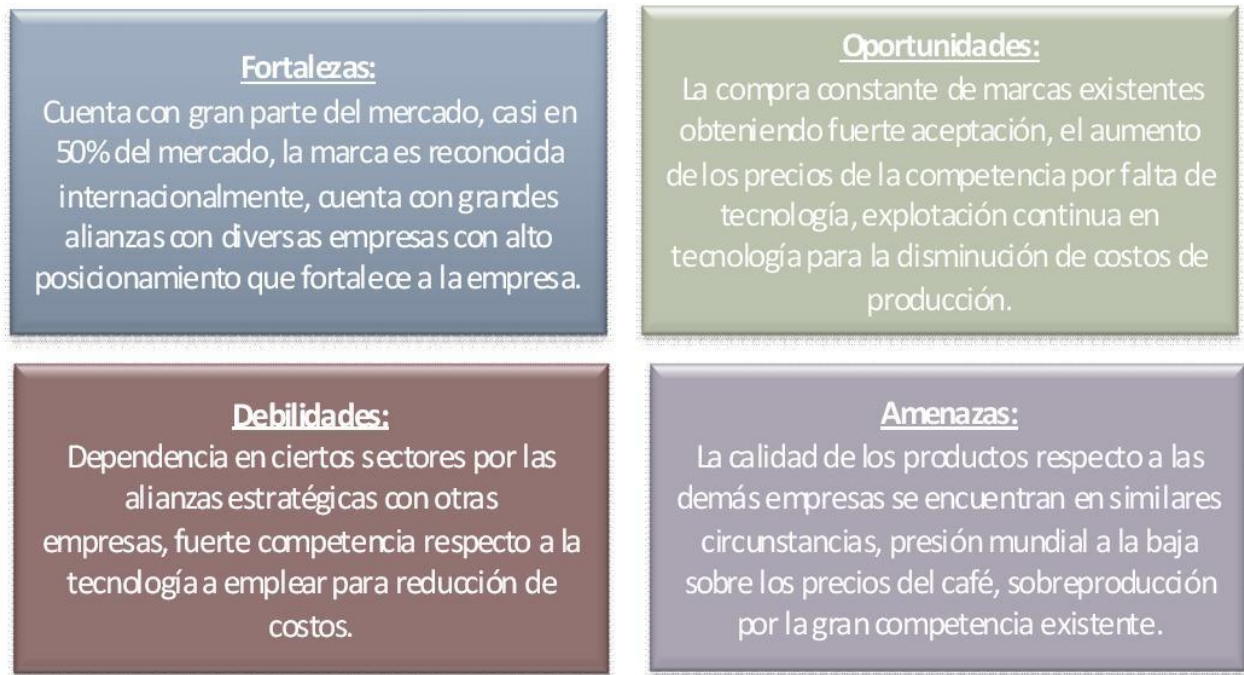 Fortalezas:
Cuenta con gran parte del mercado, casi en
50% del mercado, la marca es reconocida
internacionalmente, cuenta con grandes
alianzas con diversas empresas con alto
posicionamiento que fortalece a la empresa.
Oportunidades:
La compra constante de marcas existentes
obteniendo fuerte aceptación, el aumento
de los precios de la competencia por falta de
tecnología, explotación continua en
tecnología para la disminución de costos de
producción.
Debilidades:
Dependencia en ciertos sectores por las
alianzas estratégicas con otras
empresas, fuerte competencia respecto a la
tecnología a emplear para reducción de
costos.
Amenazas:
La calidad de los productos respecto a las
demás empresas se encuentran en similares
circunstancias, presión mundial a la baja
sobre los precios del café, sobreproducción
por la gran competencia existente.